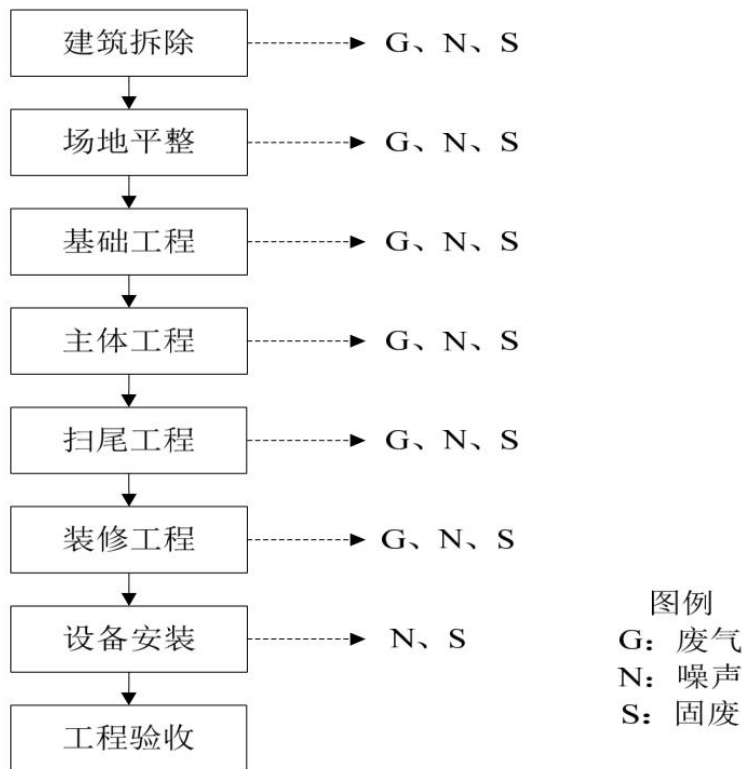 建筑拆除 G、N、S
场地平整 G、N、S
基础工程 G、N、S
主体工程 G、N、S
扫尾工程 G、N、S
装修工程 G、N、S
设备安装 N、S
工程验收
图例
G：废气
N：噪声
S：固废